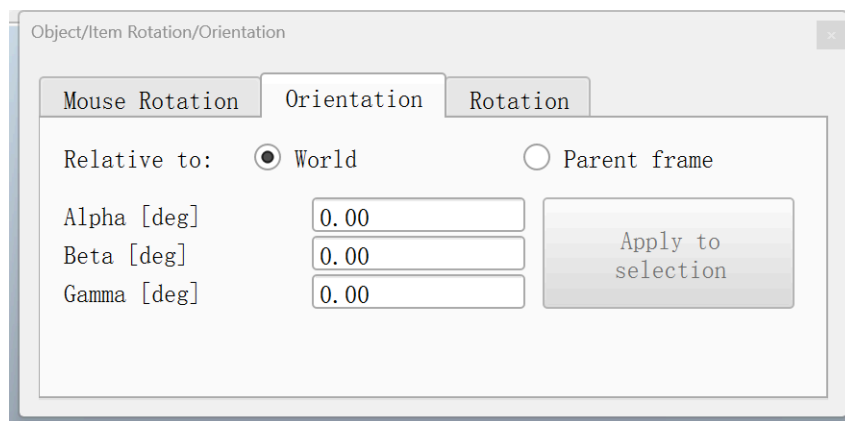 Object/Item Rotation/Orientation
×
Mouse Rotation Orientation Rotation
Relative to: World Parent frame
Alpha [deg] 0.00
Beta [deg] 0.00
Gamma [deg] 0.00
Apply to
selection